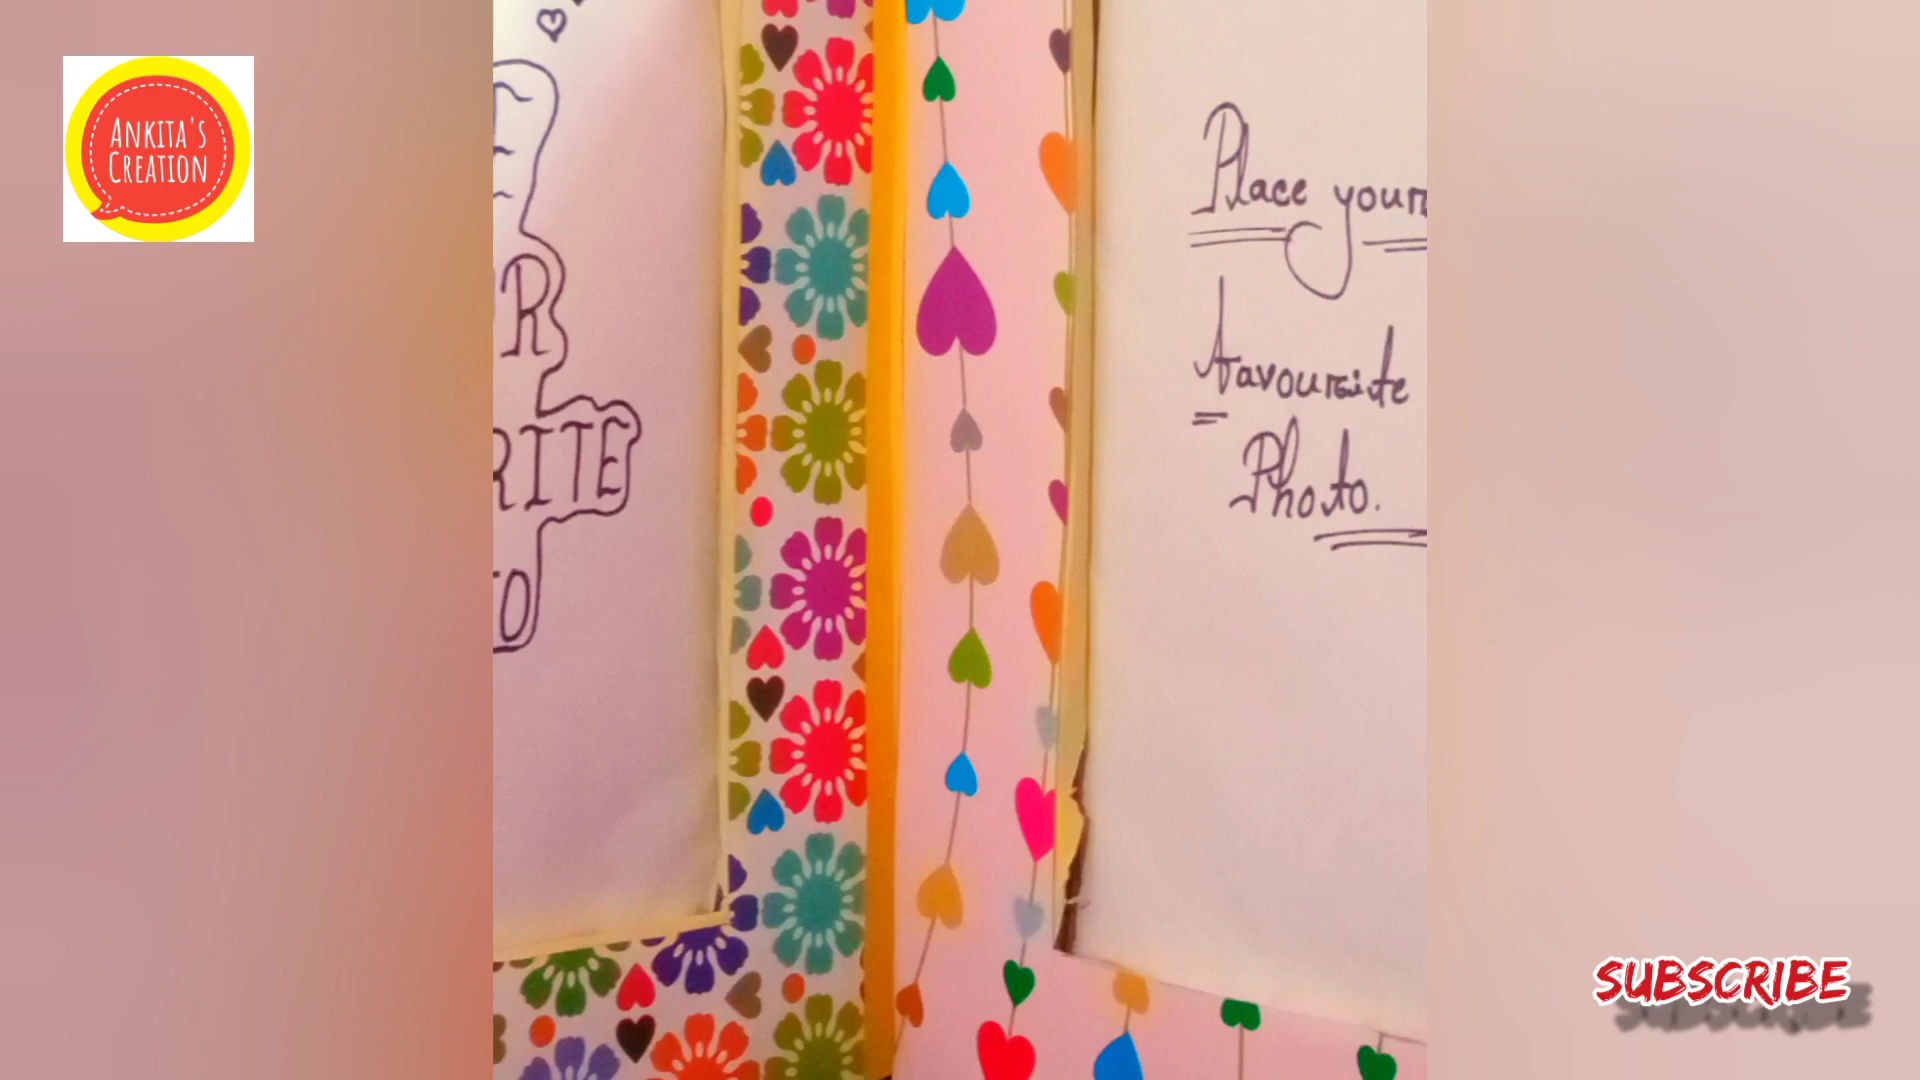 ANKITA'S
CREATION
R
RITE
O
Place your
favourite
Photo.
SUBSCRIBE